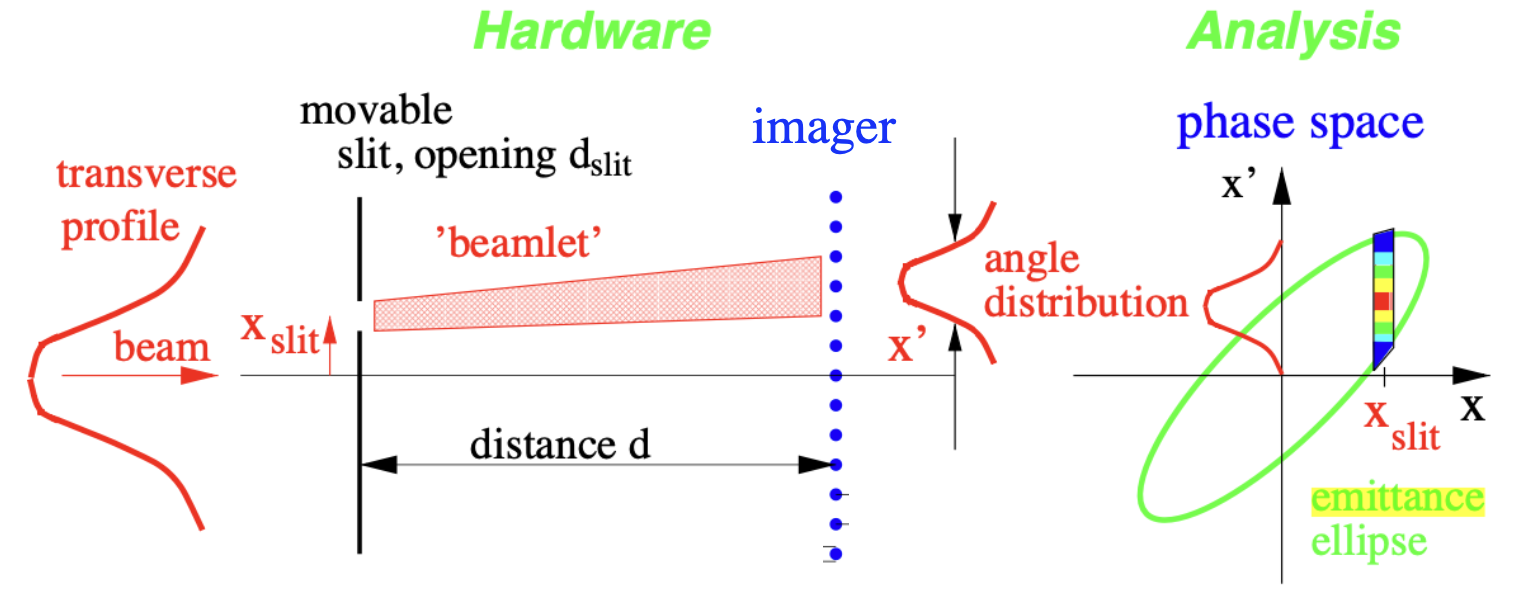 Hardware
Analysis
movable
slit, opening dslit
imager
phase space
transverse
profile
'beamlet'
x'
angle
distribution
beam
xslit
x'
x
xslit
distance d
emittance
ellipse